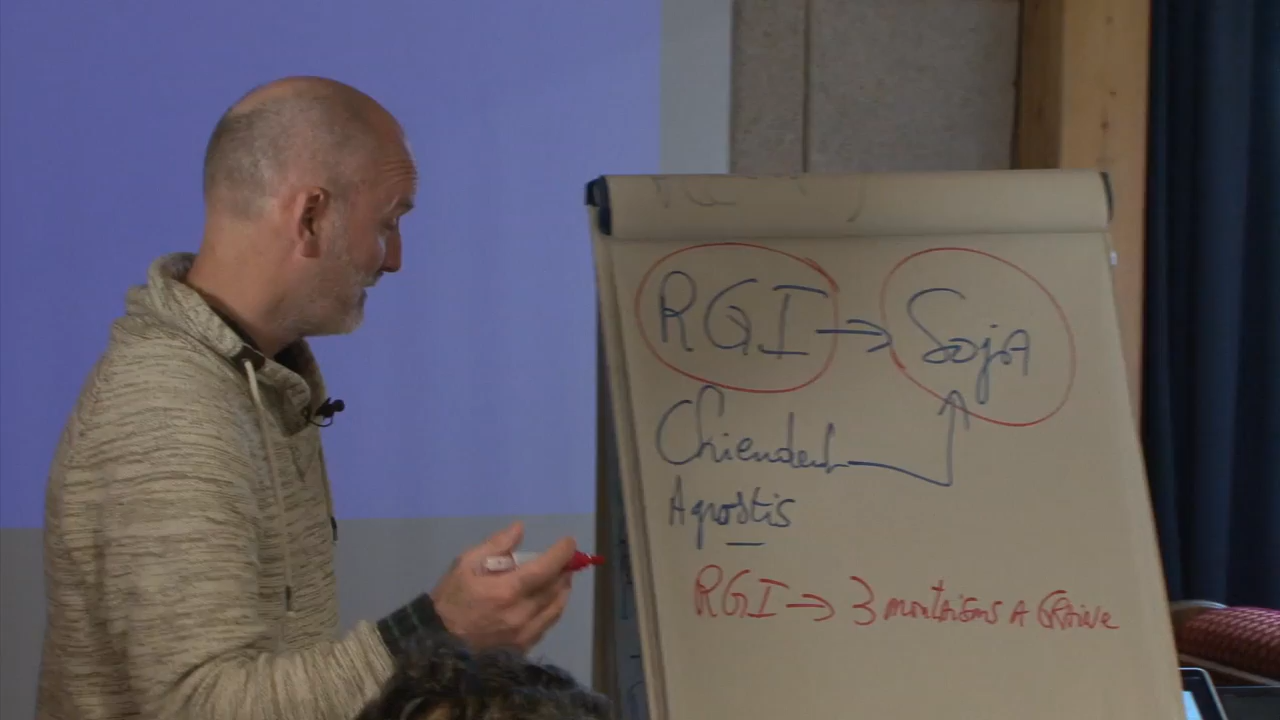 RGI → Soja
Chiendent
Agrostis
RGI → 3 montaisons A Graine